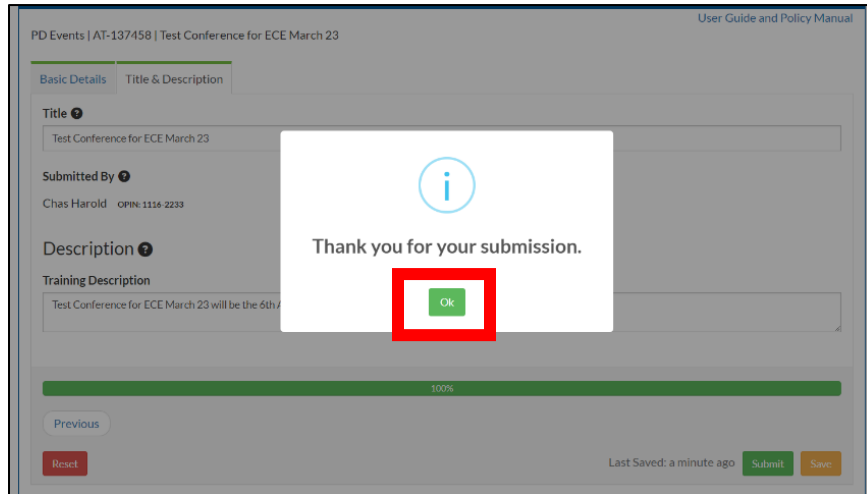 User Guide and Policy Manual
PD Events | AT-137458 | Test Conference for ECE March 23
Basic Details Title & Description
Title ?
Test Conference for ECE March 23
Submitted By ?
Chas Harold OPIN: 1116-2233
Description ?
Training Description
Test Conference for ECE March 23 will be the 6th
i
Thank you for your submission.
Ok
100%
Previous
Reset Last Saved: a minute ago Submit Save